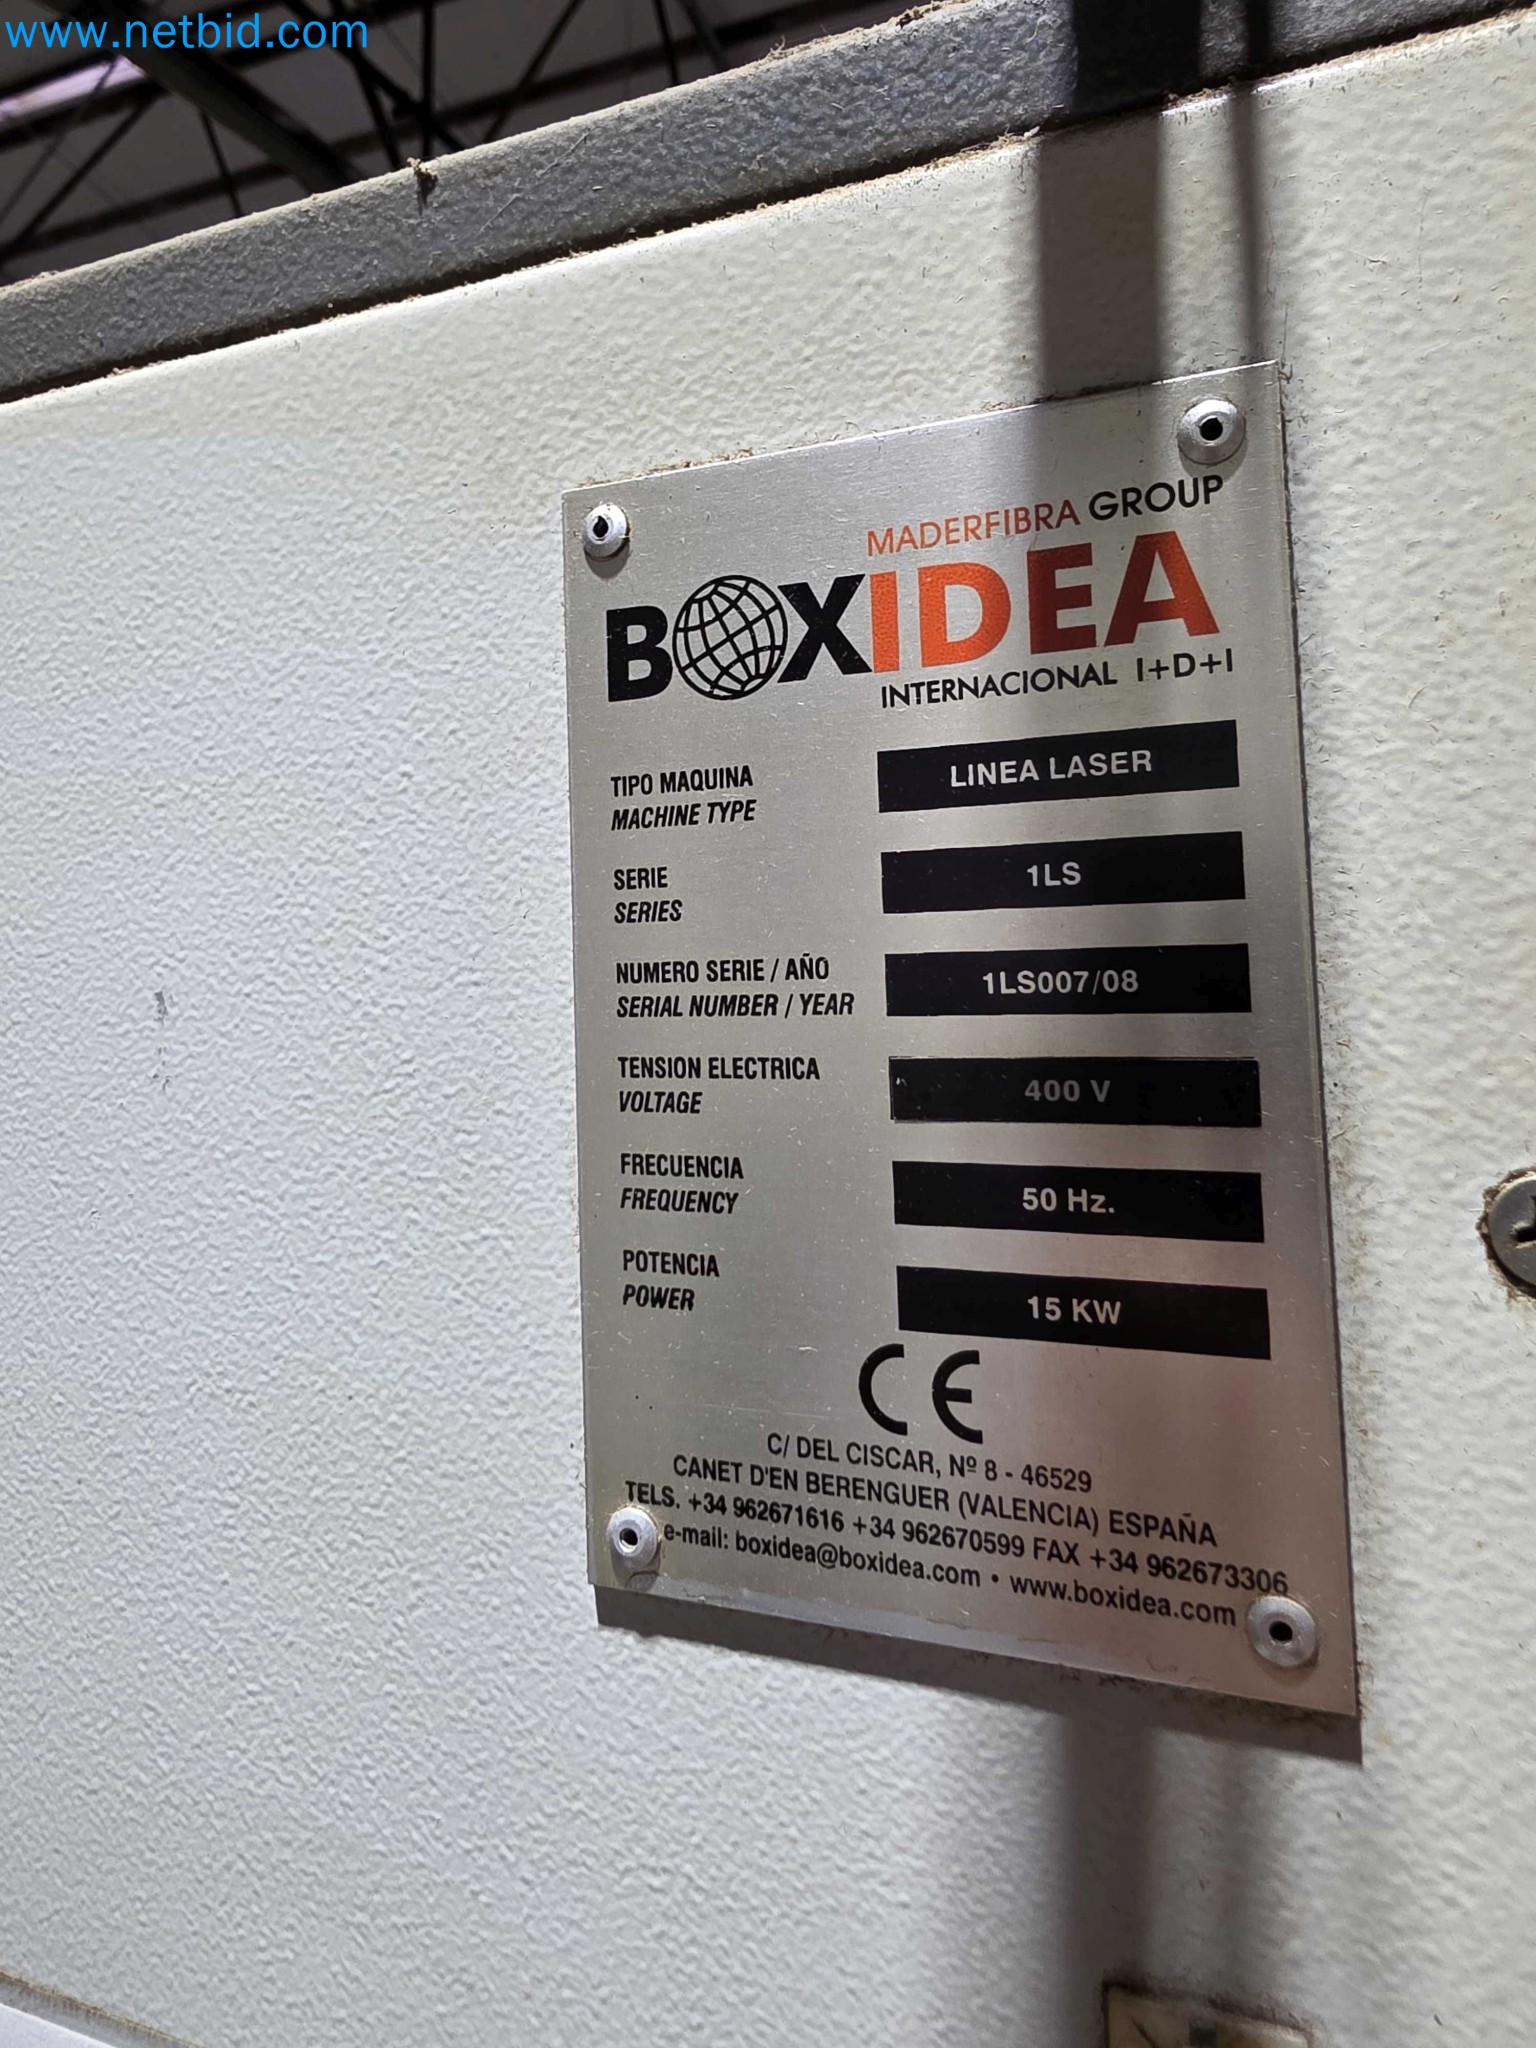 www.netbid.com
MADERFIBRA GROUP
BOXIDEA
INTERNACIONAL I+D+I
TIPO MAQUINA
MACHINE TYPE
LINEA LASER
SERIE
SERIES
1LS
NUMERO SERIE / AÑO
SERIAL NUMBER / YEAR
1LS007/08
TENSION ELECTRICA
VOLTAGE
400 V
FRECUENCIA
FREQUENCY
50 Hz.
POTENCIA
POWER
15 KW
CE
C/ DEL CISCAR, Nº 8 - 46529
CANET D'EN BERENGUER (VALENCIA) ESPAÑA
TELS. +34 962671616 +34 962670599 FAX +34 962673306
e-mail: boxidea@boxidea.com • www.boxidea.com